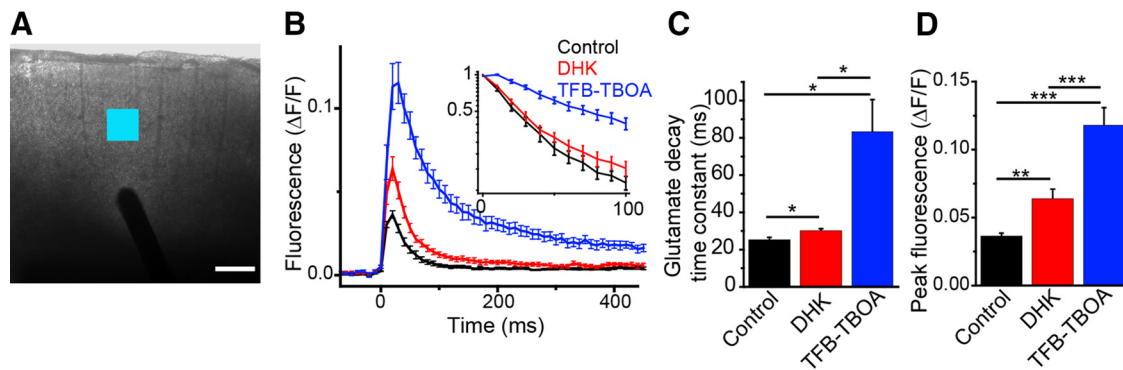 A
B
C
D
Fluorescence (ΔF/F)
0.1
0.0
0
200
400
Time (ms)
Control
DHK
TFB-TBOA
1
0.5
0
100
Glutamate decay
time constant (ms)
100
80
60
40
20
0
*
*
*
Control
DHK
TFB-TBOA
Peak fluorescence (ΔF/F)
0.15
0.10
0.05
0.00
***
***
**
Control
DHK
TFB-TBOA